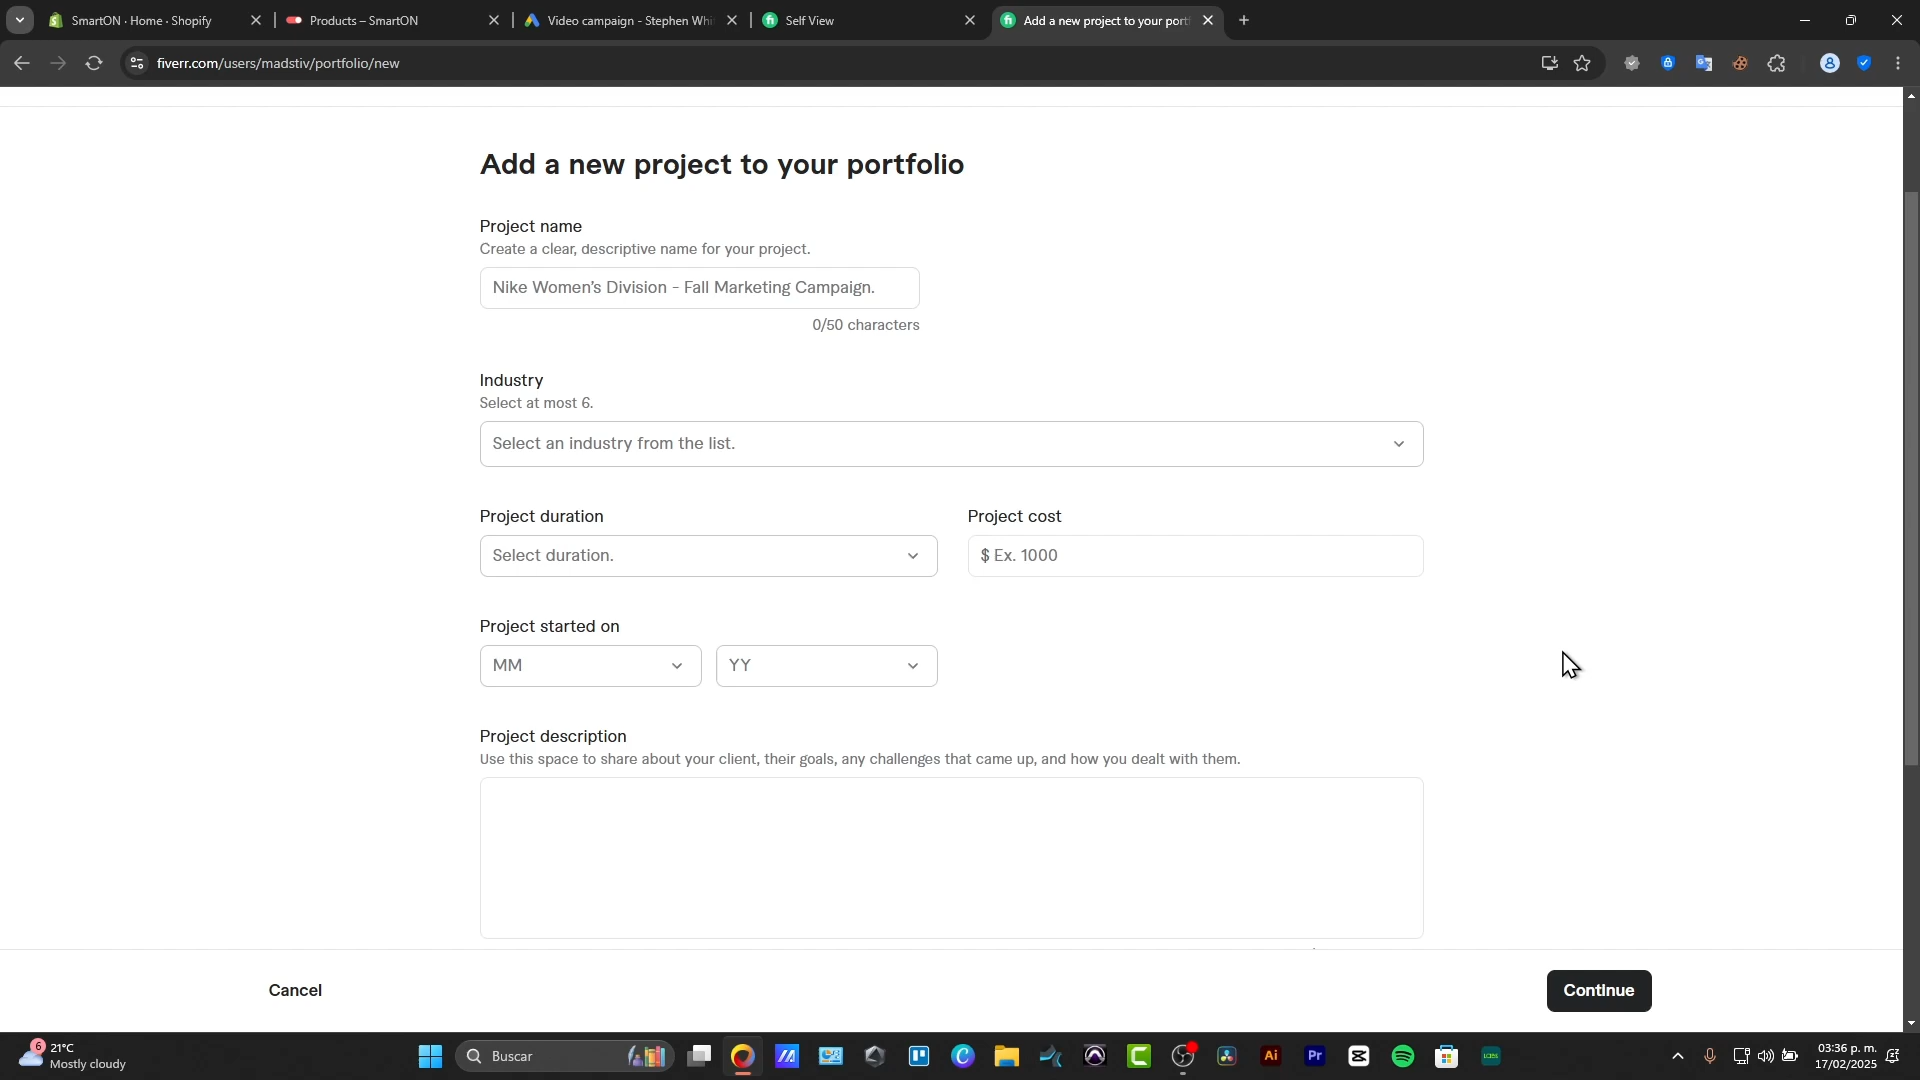 SmartON · Home · Shopify
Products – SmartON
Video campaign - Stephen Whi
Self View
Add a new project to your portf
fiverr.com/users/madstiv/portfolio/new
Add a new project to your portfolio
Project name
Create a clear, descriptive name for your project.
Nike Women's Division - Fall Marketing Campaign.
0/50 characters
Industry
Select at most 6.
Select an industry from the list.
Project duration
Project cost
Select duration.
$ Ex. 1000
Project started on
MM
YY
Project description
Use this space to share about your client, their goals, any challenges that came up, and how you dealt with them.
Cancel
Continue
6
21°C
Mostly cloudy
Buscar
Ai
Pr
03:36 p. m.
17/02/2025